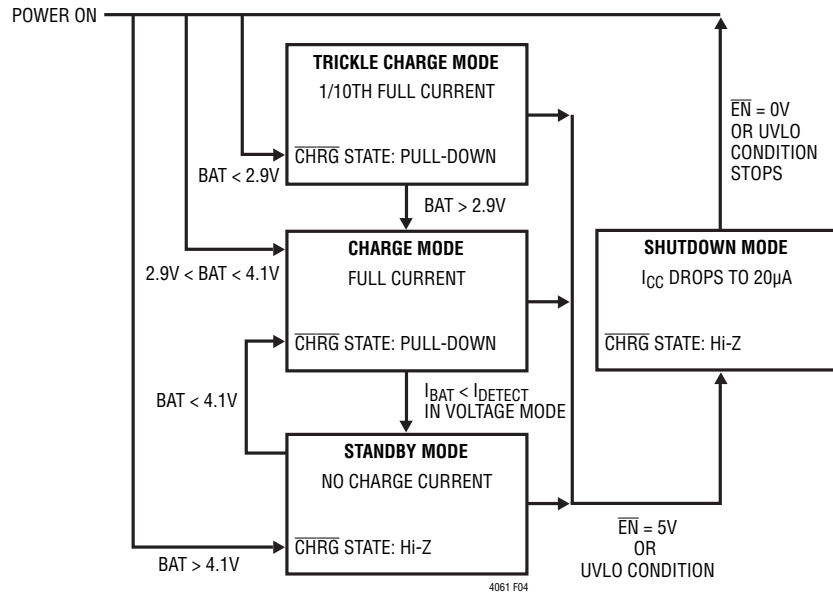 POWER ON
TRICKLE CHARGE MODE
1/10TH FULL CURRENT
CHRG STATE: PULL-DOWN
BAT < 2.9V
BAT > 2.9V
CHARGE MODE
FULL CURRENT
CHRG STATE: PULL-DOWN
2.9V < BAT < 4.1V
BAT < 4.1V
IBAT < IDETECT
IN VOLTAGE MODE
STANDBY MODE
NO CHARGE CURRENT
CHRG STATE: Hi-Z
BAT > 4.1V
EN = 0V
OR UVLO
CONDITION
STOPS
SHUTDOWN MODE
ICC DROPS TO 20µA
CHRG STATE: Hi-Z
EN = 5V
OR
UVLO CONDITION
4061 F04